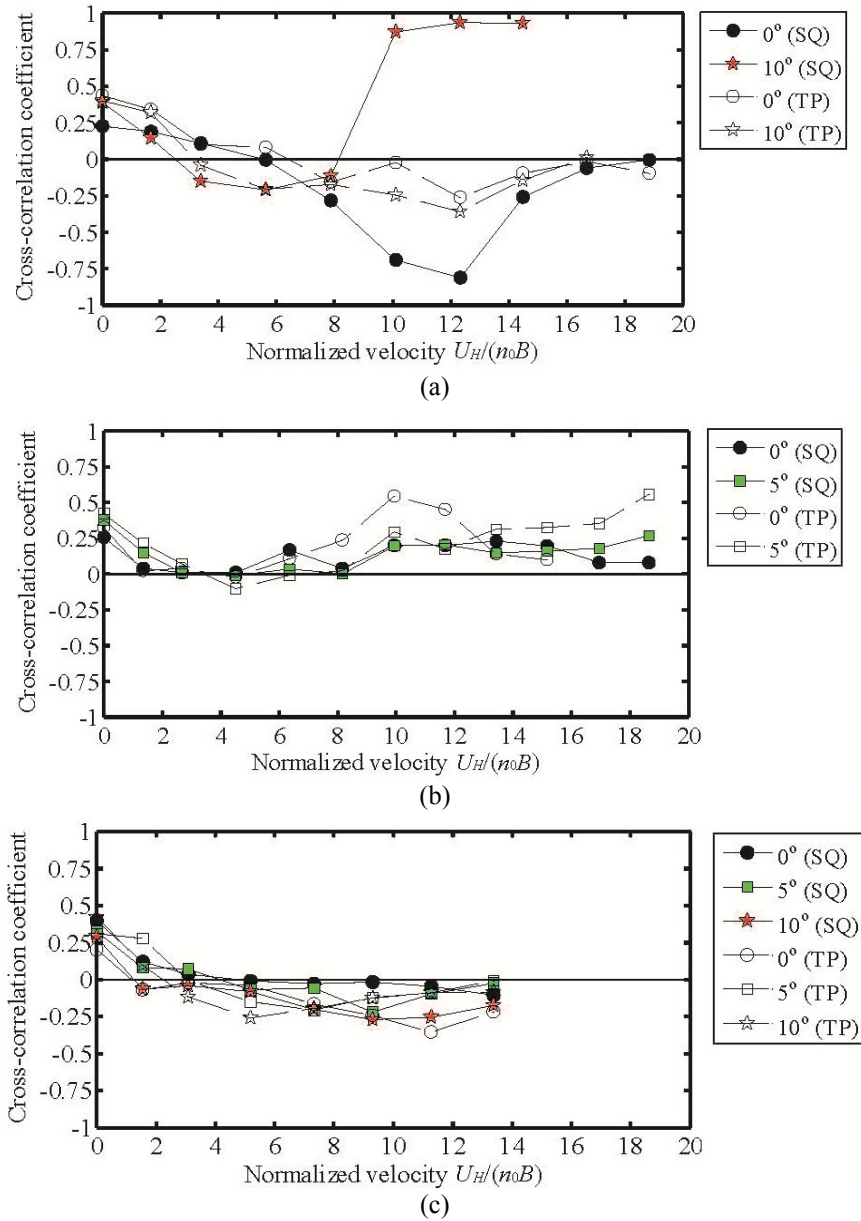 1
0.75
0.5
0.25
0
-0.25
-0.5
-0.75
-1
Cross-correlation coefficient
0 2 4 6 8 10 12 14 16 18 20
Normalized velocity UH/(n0B)
0° (SQ)
10° (SQ)
0° (TP)
10° (TP)
(a)
1
0.75
0.5
0.25
0
-0.25
-0.5
-0.75
-1
Cross-correlation coefficient
0 2 4 6 8 10 12 14 16 18 20
Normalized velocity UH/(n0B)
0° (SQ)
5° (SQ)
0° (TP)
5° (TP)
(b)
1
0.75
0.5
0.25
0
-0.25
-0.5
-0.75
-1
Cross-correlation coefficient
0 2 4 6 8 10 12 14 16 18 20
Normalized velocity UH/(n0B)
0° (SQ)
5° (SQ)
10° (SQ)
0° (TP)
5° (TP)
10° (TP)
(c)